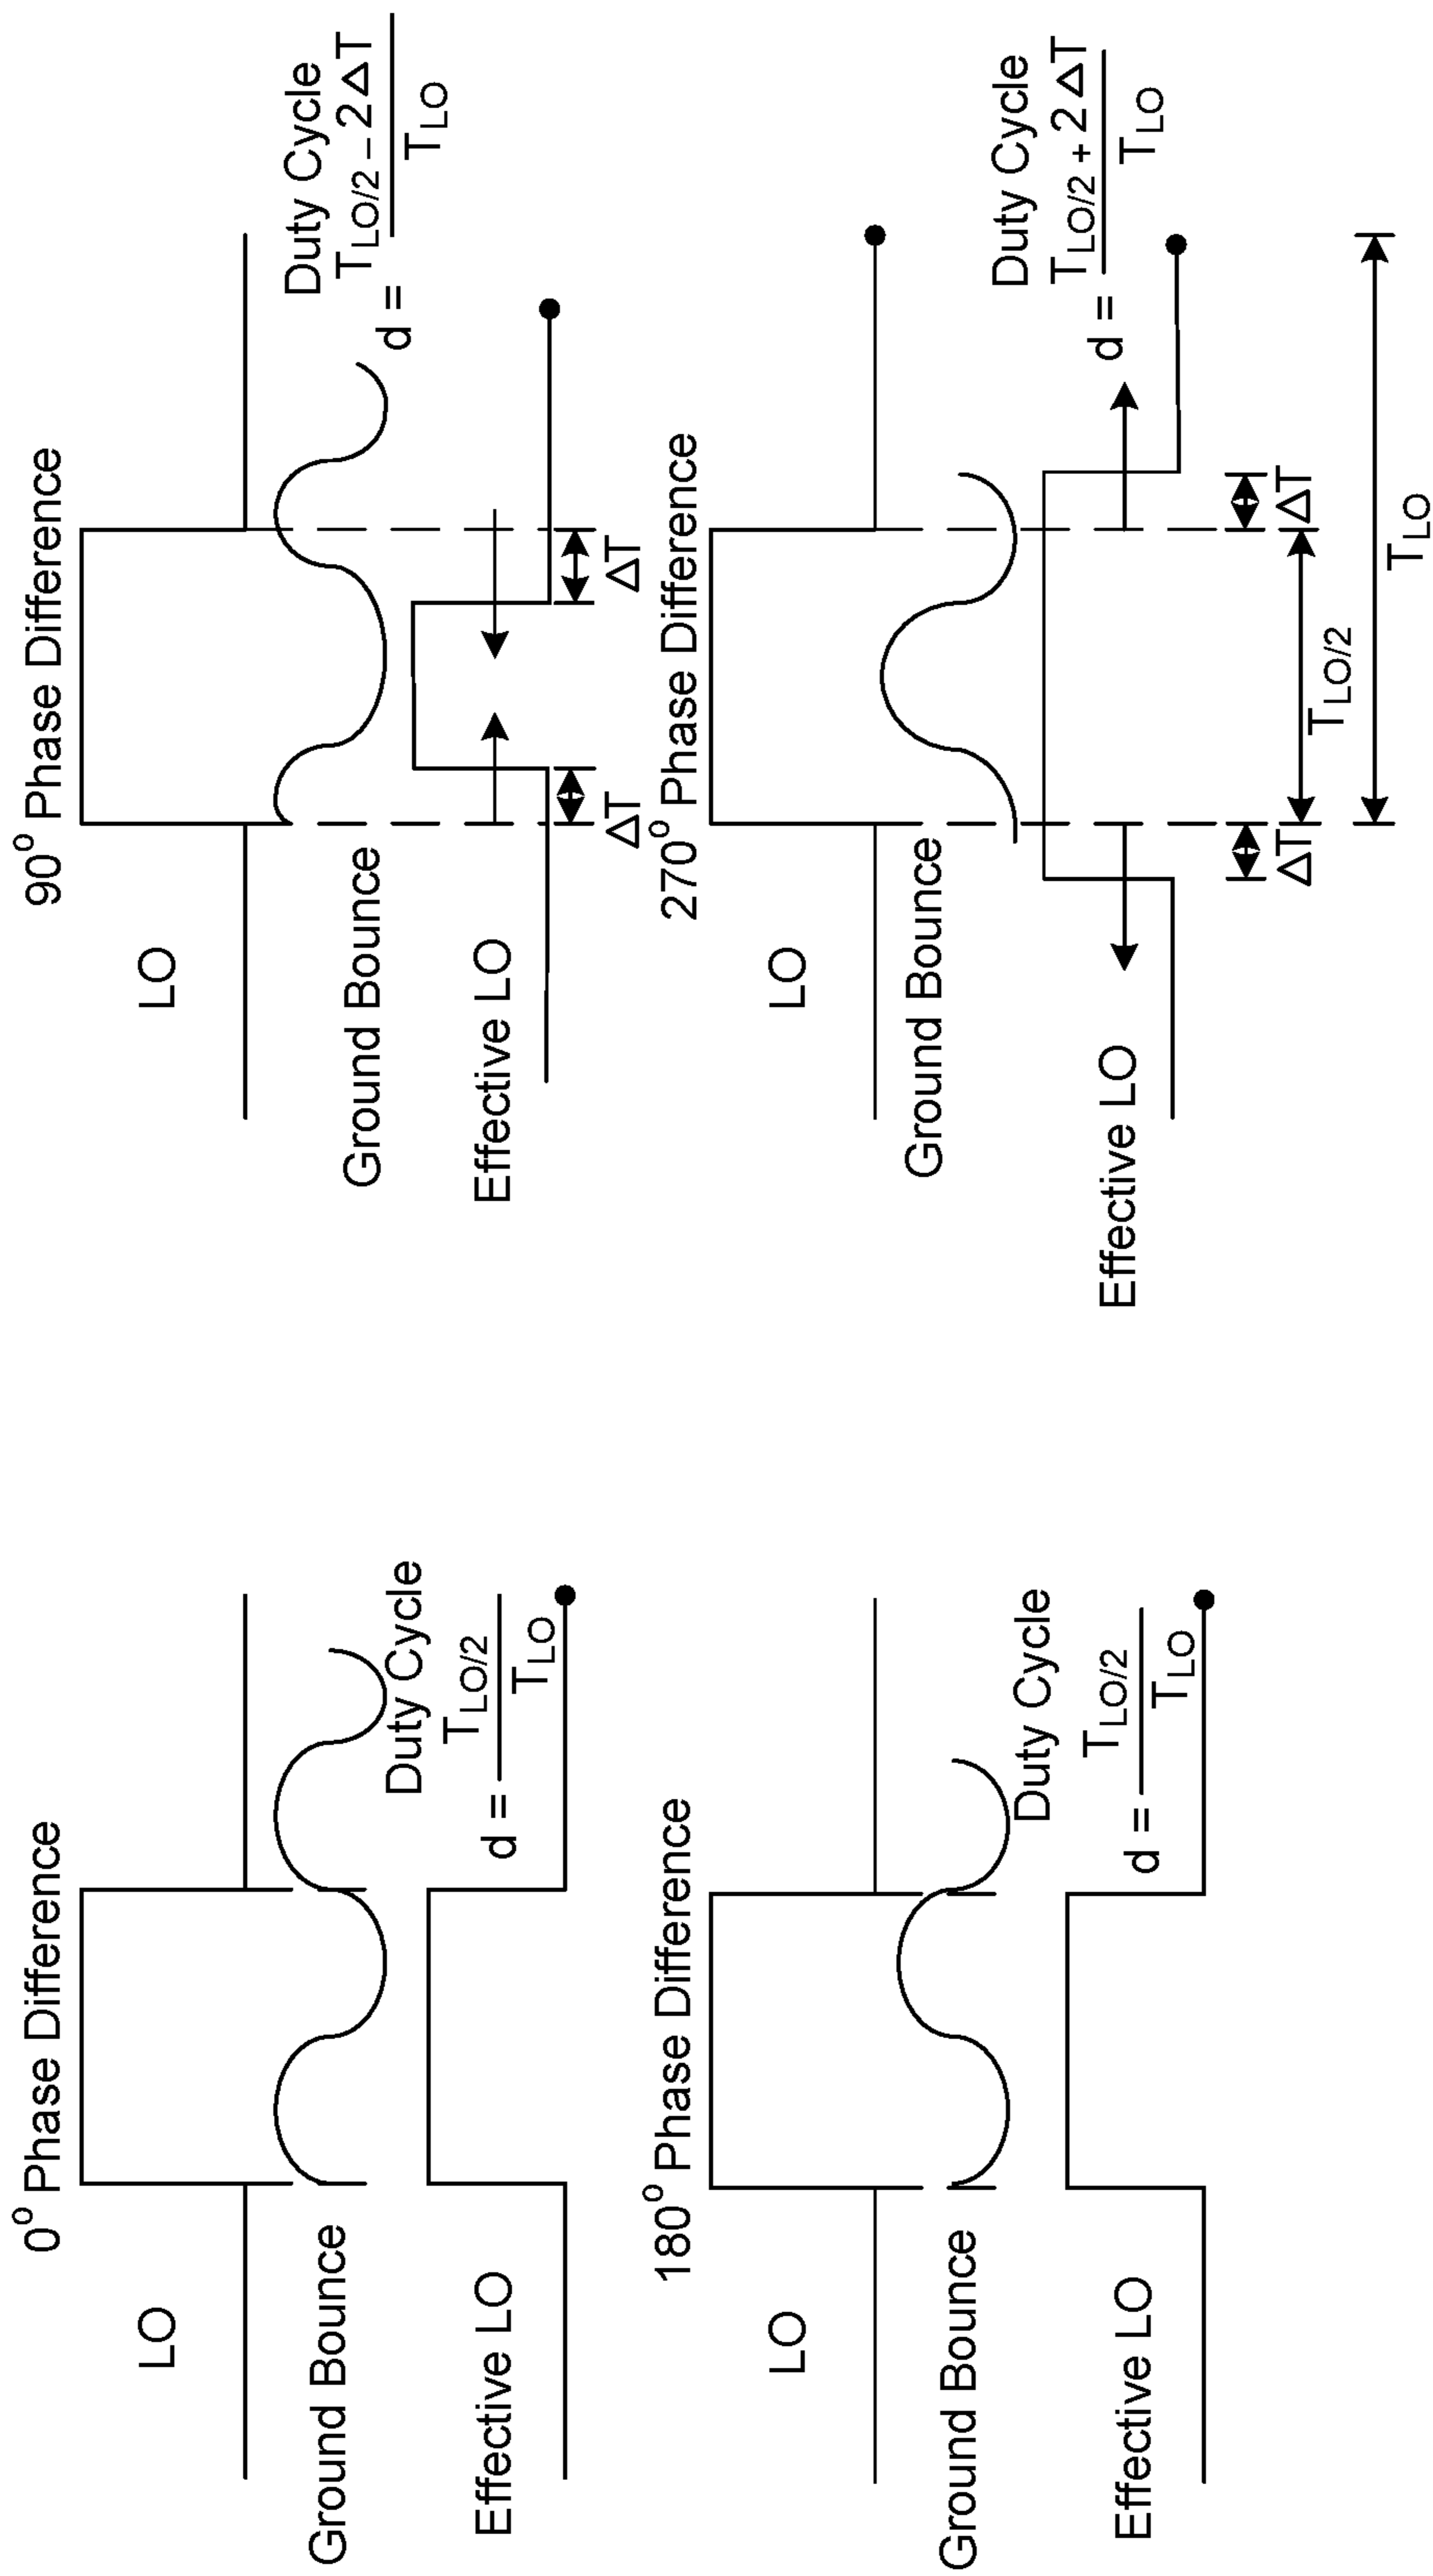 0° Phase Difference
LO
Ground Bounce
Effective LO
Duty Cycle
d = T_LO/2
T_LO
90° Phase Difference
LO
Ground Bounce
Effective LO
Duty Cycle
d = T_LO/2 – 2ΔT
T_LO
ΔT
ΔT
180° Phase Difference
LO
Ground Bounce
Effective LO
Duty Cycle
d = T_LO/2
T_LO
270° Phase Difference
LO
Ground Bounce
Effective LO
Duty Cycle
d = T_LO/2 + 2ΔT
T_LO
ΔT
ΔT
T_LO/2
T_LO